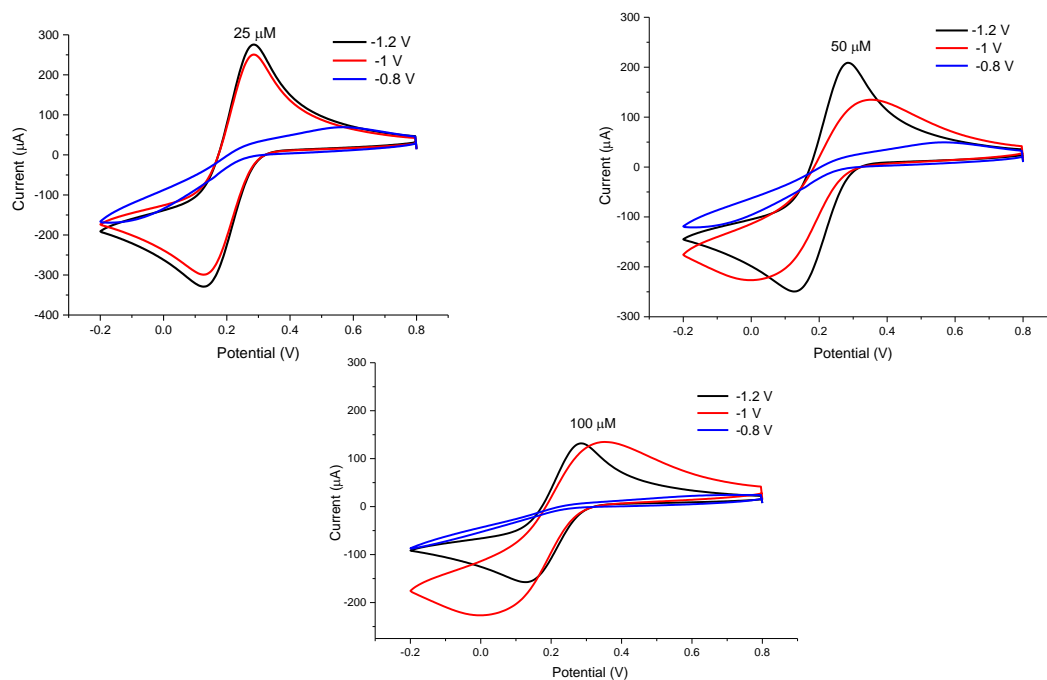 25 μM
-1.2 V
-1 V
-0.8 V
300
200
100
0
-100
-200
-300
-400
Current (μA)
-0.2 0.0 0.2 0.4 0.6 0.8
Potential (V)
50 μM
-1.2 V
-1 V
-0.8 V
300
200
100
0
-100
-200
-300
Current (μA)
-0.2 0.0 0.2 0.4 0.6 0.8
Potential (V)
100 μM
-1.2 V
-1 V
-0.8 V
300
200
100
0
-100
-200
Current (μA)
-0.2 0.0 0.2 0.4 0.6 0.8
Potential (V)